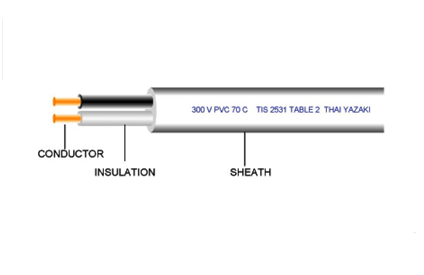 300 V PVC 70 C TIS 2531 TABLE 2 THAI YAZAKI
CONDUCTOR
INSULATION
SHEATH